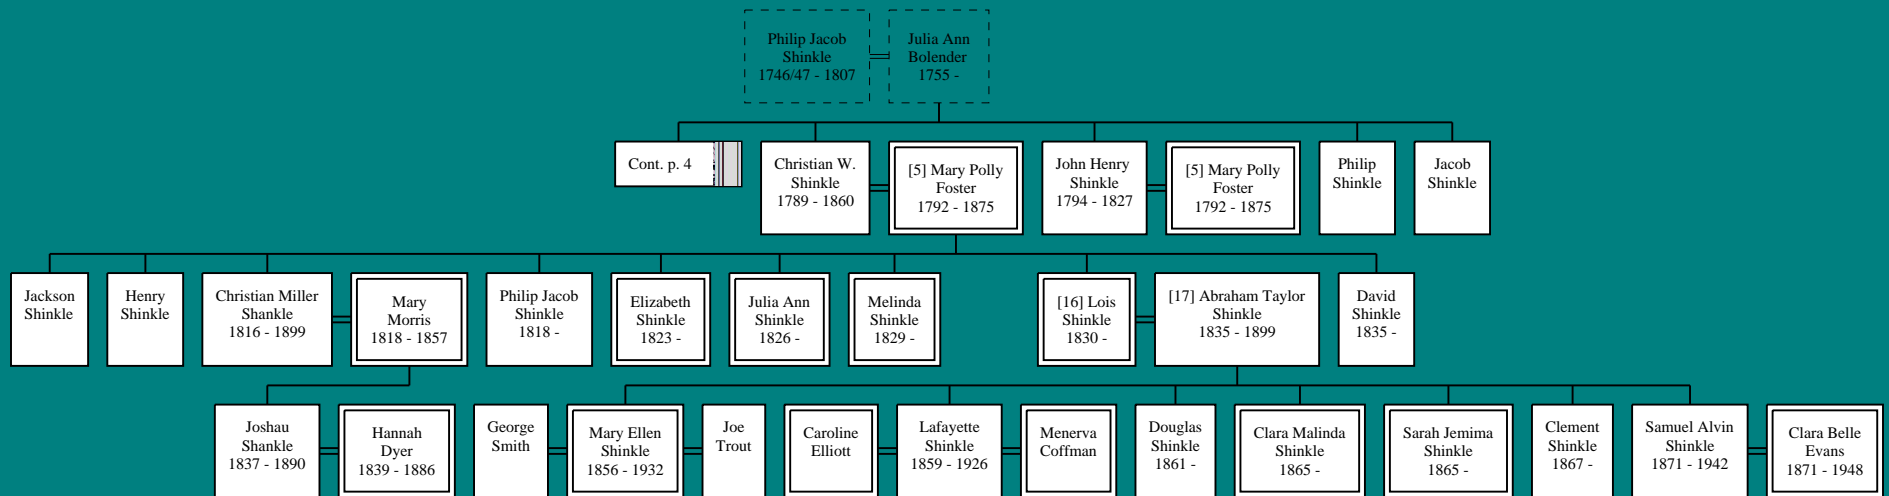 Philip Jacob
Shinkle
1746/47 - 1807
Julia Ann
Bolender
1755 -
Cont. p. 4
Christian W.
Shinkle
1789 - 1860
[5] Mary Polly
Foster
1792 - 1875
John Henry
Shinkle
1794 - 1827
[5] Mary Polly
Foster
1792 - 1875
Philip
Shinkle
Jacob
Shinkle
Jackson
Shinkle
Henry
Shinkle
Christian Miller
Shankle
1816 - 1899
Mary
Morris
1818 - 1857
Philip Jacob
Shinkle
1818 -
Elizabeth
Shinkle
1823 -
Julia Ann
Shinkle
1826 -
Melinda
Shinkle
1829 -
[16] Lois
Shinkle
1830 -
[17] Abraham Taylor
Shinkle
1835 - 1899
David
Shinkle
1835 -
Joshau
Shankle
1837 - 1890
Hannah
Dyer
1839 - 1886
George
Smith
Mary Ellen
Shinkle
1856 - 1932
Joe
Trout
Caroline
Elliott
Lafayette
Shinkle
1859 - 1926
Menerva
Coffman
Douglas
Shinkle
1861 -
Clara Malinda
Shinkle
1865 -
Sarah Jemima
Shinkle
1865 -
Clement
Shinkle
1867 -
Samuel Alvin
Shinkle
1871 - 1942
Clara Belle
Evans
1871 - 1948